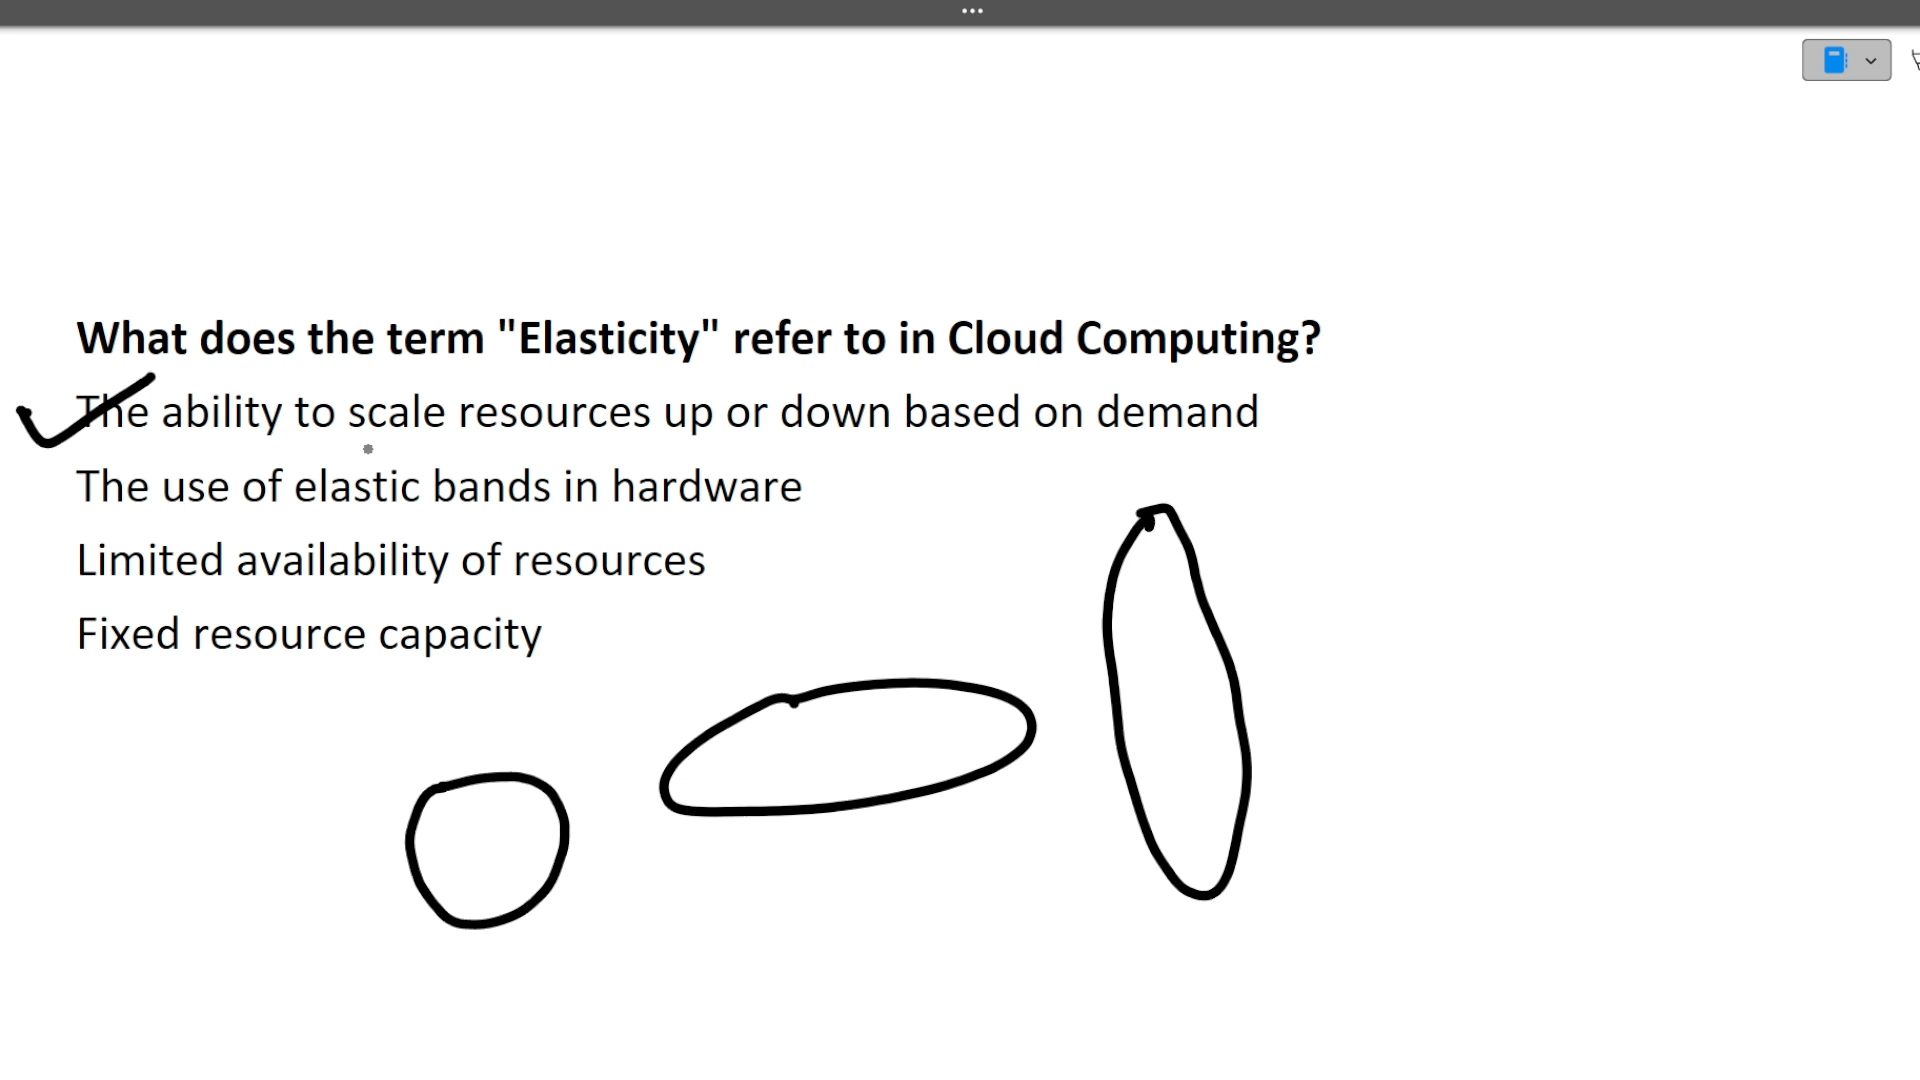 What does the term "Elasticity" refer to in Cloud Computing?
The ability to scale resources up or down based on demand
The use of elastic bands in hardware
Limited availability of resources
Fixed resource capacity